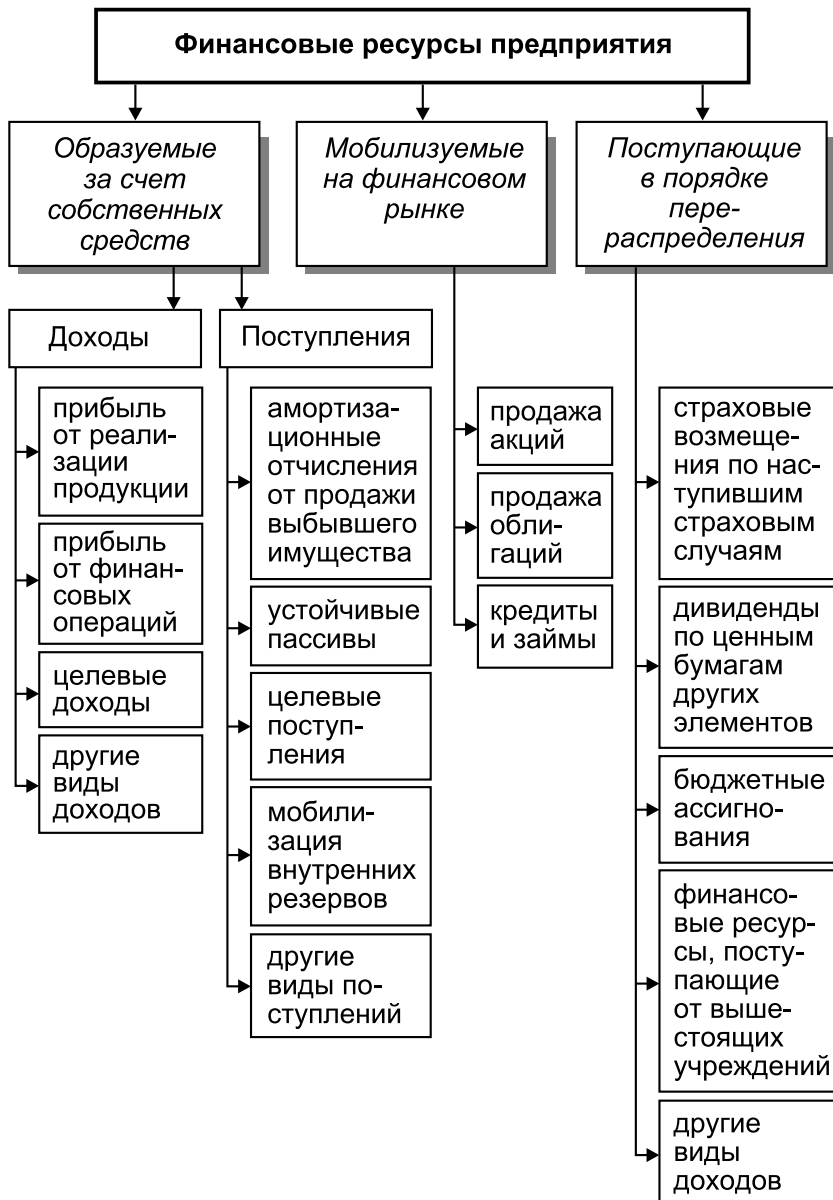 Финансовые ресурсы предприятия
Образуемые
за счет
собственных
средств
Мобилизуемые
на финансовом
рынке
Поступающие
в порядке
пере-
распределения
Доходы
прибыль
от реали-
зации
продукции
прибыль
от финан-
совых
операций
целевые
доходы
другие
виды
доходов
Поступления
амортиза-
ционные
отчисления
от продажи
выбывшего
имущества
устойчивые
пассивы
целевые
поступ-
ления
мобили-
зация
внутренних
резервов
другие
виды по-
ступлений
продажа
акций
продажа
обли-
гаций
кредиты
и займы
страховые
возмеще-
ния по нас-
тупившим
страховым
случаям
дивиденды
по ценным
бумагам
других
элементов
бюджетные
ассигно-
вания
финансо-
вые ресур-
сы, посту-
пающие
от выше-
стоящих
учреждений
другие
виды
доходов